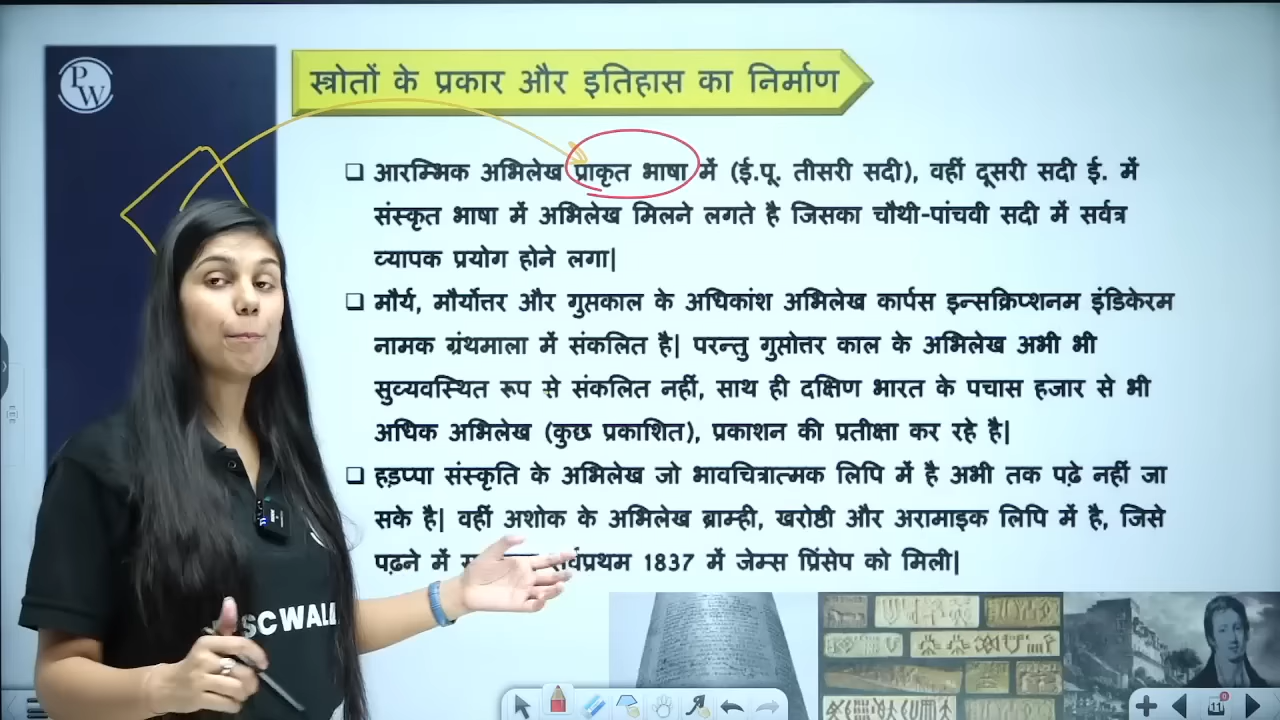 PW
स्त्रोतों के प्रकार और इतिहास का निर्माण
आरम्भिक अभिलेख प्राकृत भाषा में (ई.पू. तीसरी सदी), वहीं दूसरी सदी ई. में
संस्कृत भाषा में अभिलेख मिलने लगते है जिसका चौथी-पांचवी सदी में सर्वत्र
व्यापक प्रयोग होने लगा|
मौर्य, मौर्योत्तर और गुप्तकाल के अधिकांश अभिलेख कार्पस इन्सक्रिप्शनम इंडिकेरम
नामक ग्रंथमाला में संकलित है| परन्तु गुप्तोत्तर काल के अभिलेख अभी भी
सुव्यवस्थित रूप से संकलित नहीं, साथ ही दक्षिण भारत के पचास हजार से भी
अधिक अभिलेख (कुछ प्रकाशित), प्रकाशन की प्रतीक्षा कर रहे है|
हड़प्पा संस्कृति के अभिलेख जो भावचित्रात्मक लिपि में है अभी तक पढ़े नहीं जा
सके है| वहीं अशोक के अभिलेख ब्राम्ही, खरोष्ठी और अरामाइक लिपि में है, जिसे
पढ़ने में र्वप्रथम 1837 में जेम्स प्रिंसेप को मिली|
SCWALL
11